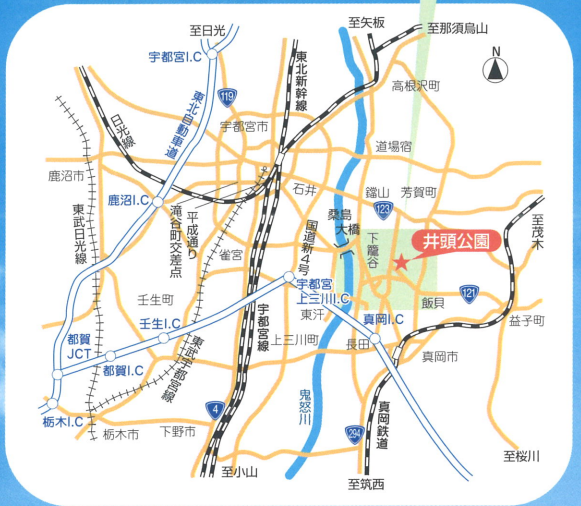 至日光
至矢板
至那須烏山
宇都宮I.C
東北新幹線
N
高根沢町
119
東北自動車道
日光線
宇都宮市
道場宿
鹿沼市
石井
鐺山
芳賀町
鹿沼I.C
123
桑島
大橋
至茂木
東武日光線
滝谷町交差点
平成通り
国道新4号
下籠谷
井頭公園
雀宮
宇都宮
上三川I.C
121
壬生町
飯貝
東汗
真岡I.C
益子町
壬生I.C
宇都宮線
都賀
JCT
上三川町
長田
真岡市
都賀I.C
東武宇都宮線
鬼怒川
真岡鉄道
4
栃木I.C
栃木市
下野市
294
至桜川
至小山
至筑西